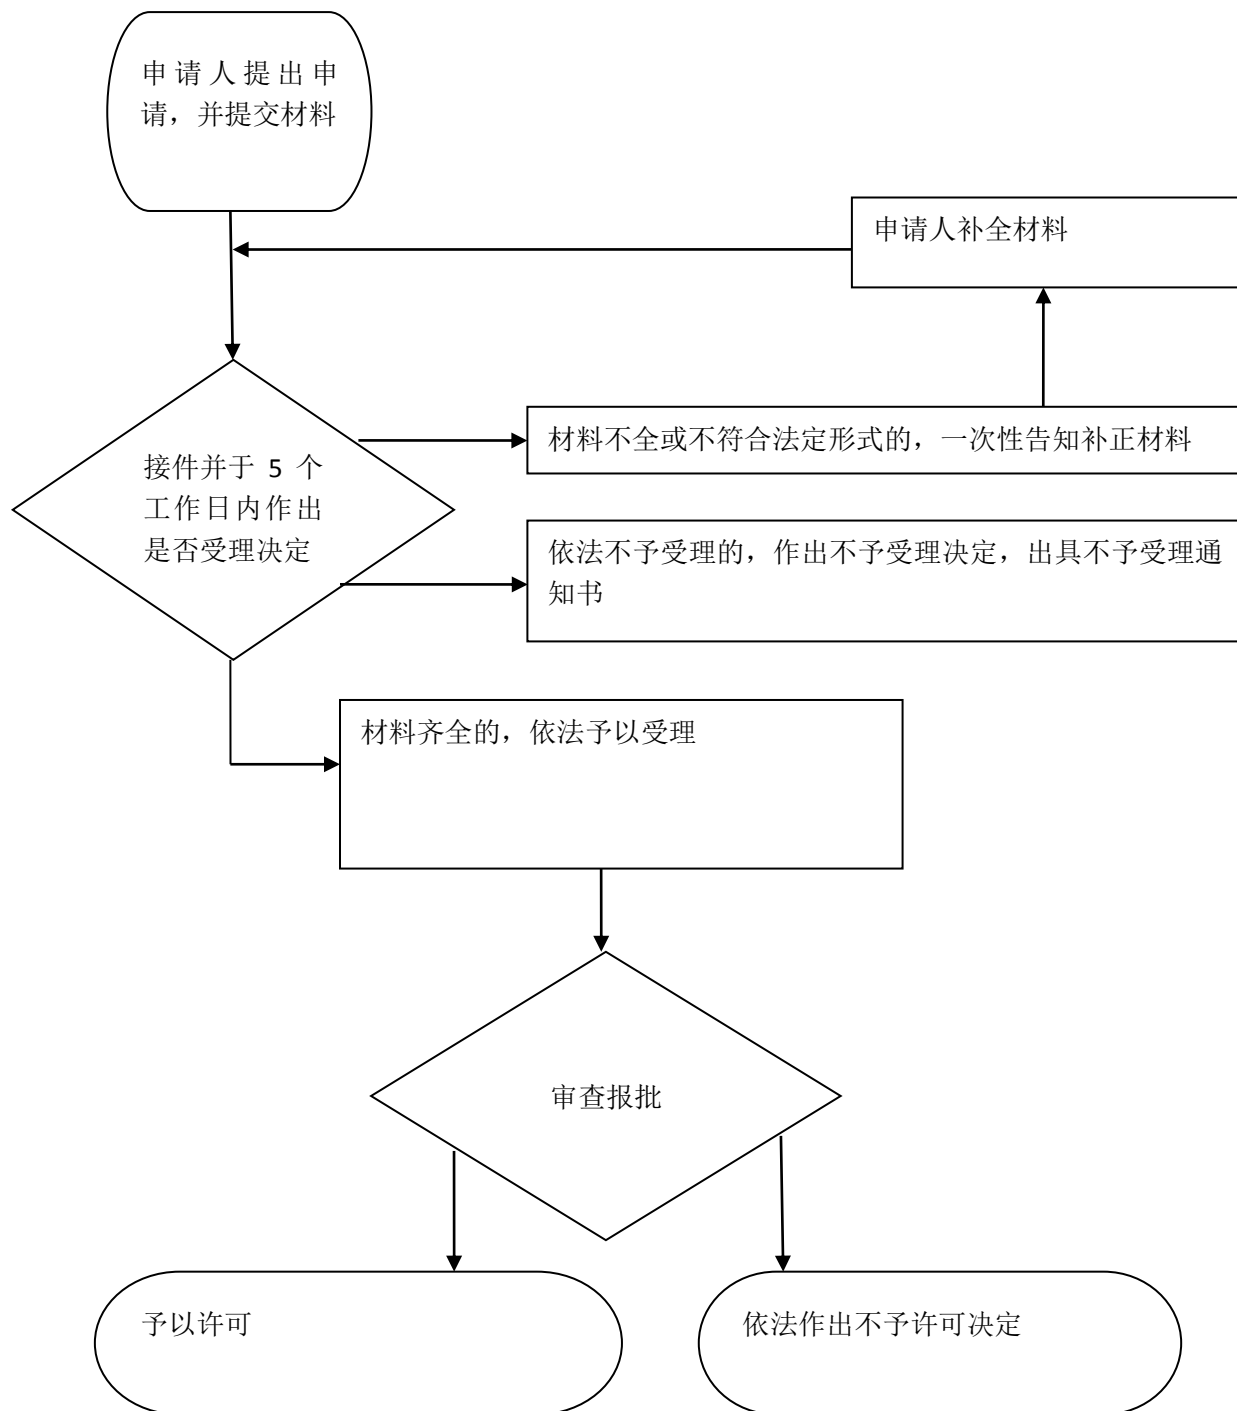 申请人提出申
请，并提交材料
申请人补全材料
材料不全或不符合法定形式的，一次性告知补正材料
接件并于 5 个
工作日内作出
是否受理决定
依法不予受理的，作出不予受理决定，出具不予受理通
知书
材料齐全的，依法予以受理
审查报批
予以许可
依法作出不予许可决定